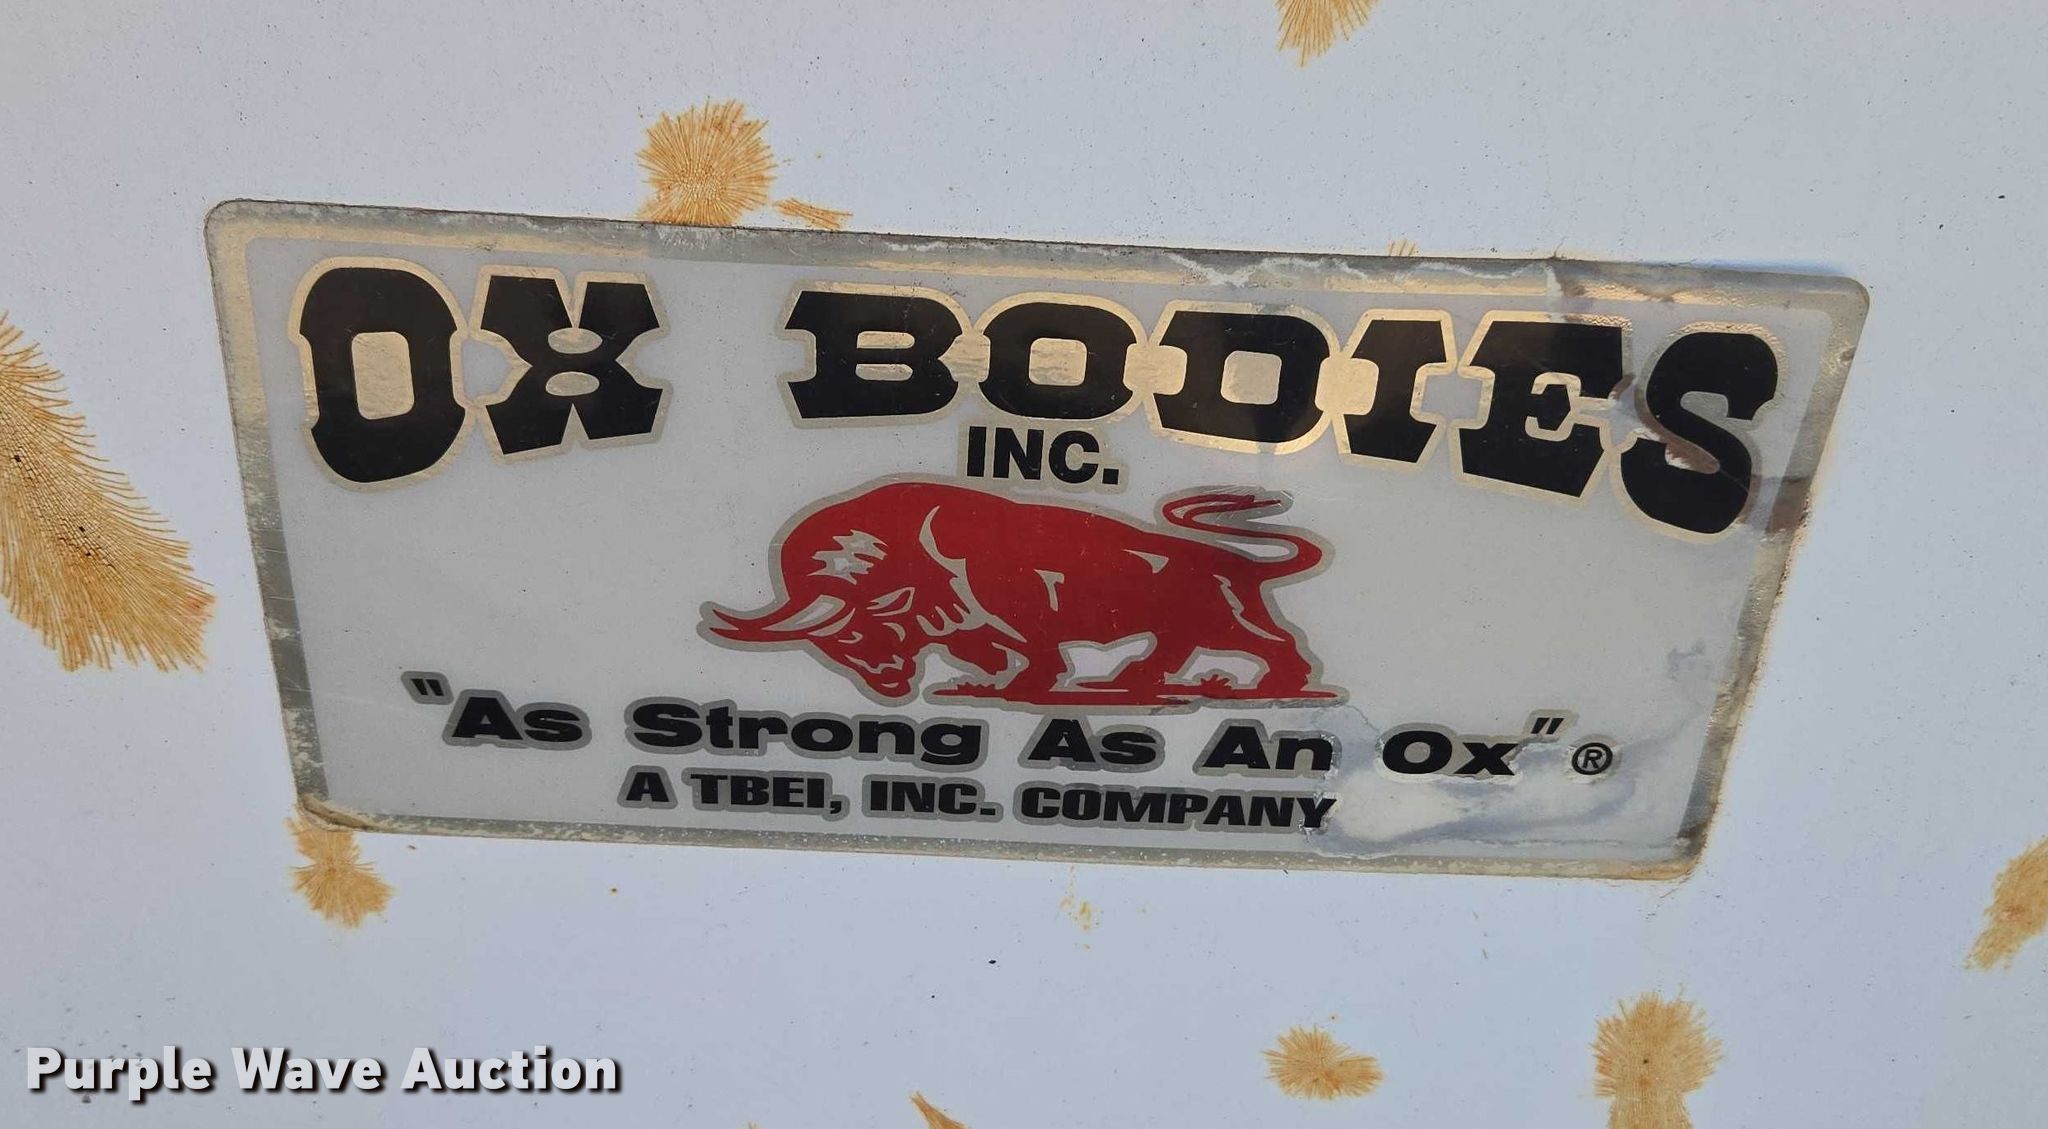 OX BODIES
INC.
"As Strong As An Ox"®
A TBEI, INC. COMPANY
Purple Wave Auction